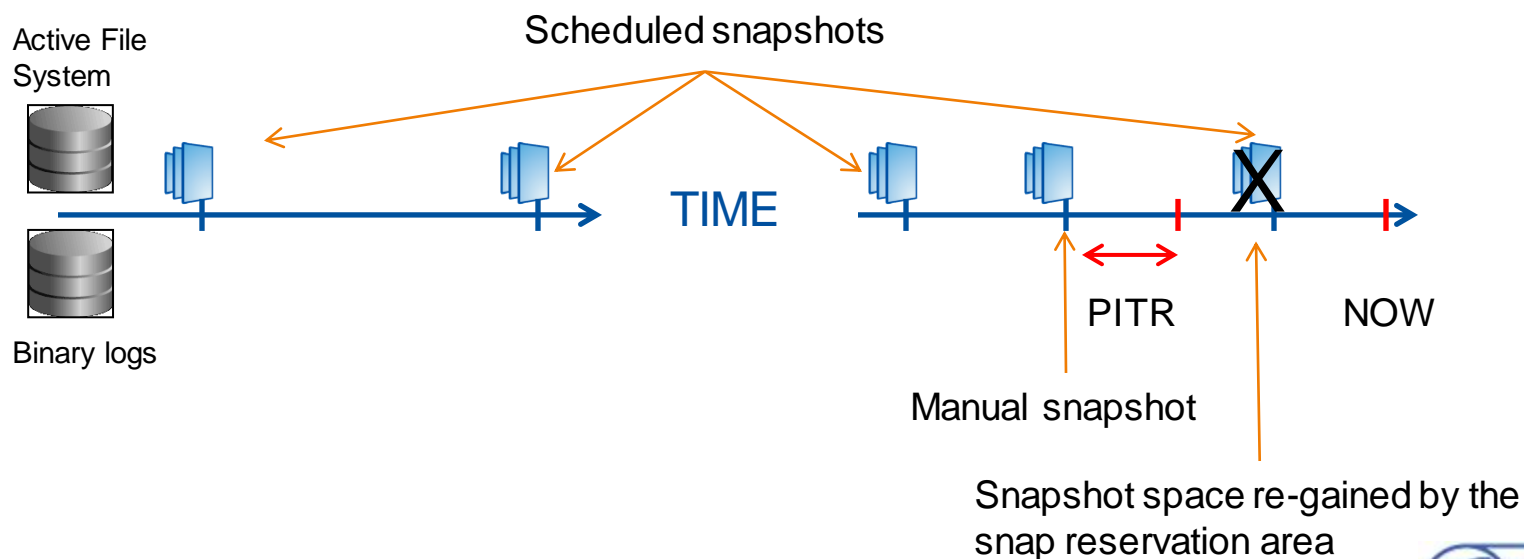 Scheduled snapshots
Active File
System
TIME
X
Binary logs
PITR
NOW
Manual snapshot
Snapshot space re-gained by the
snap reservation area